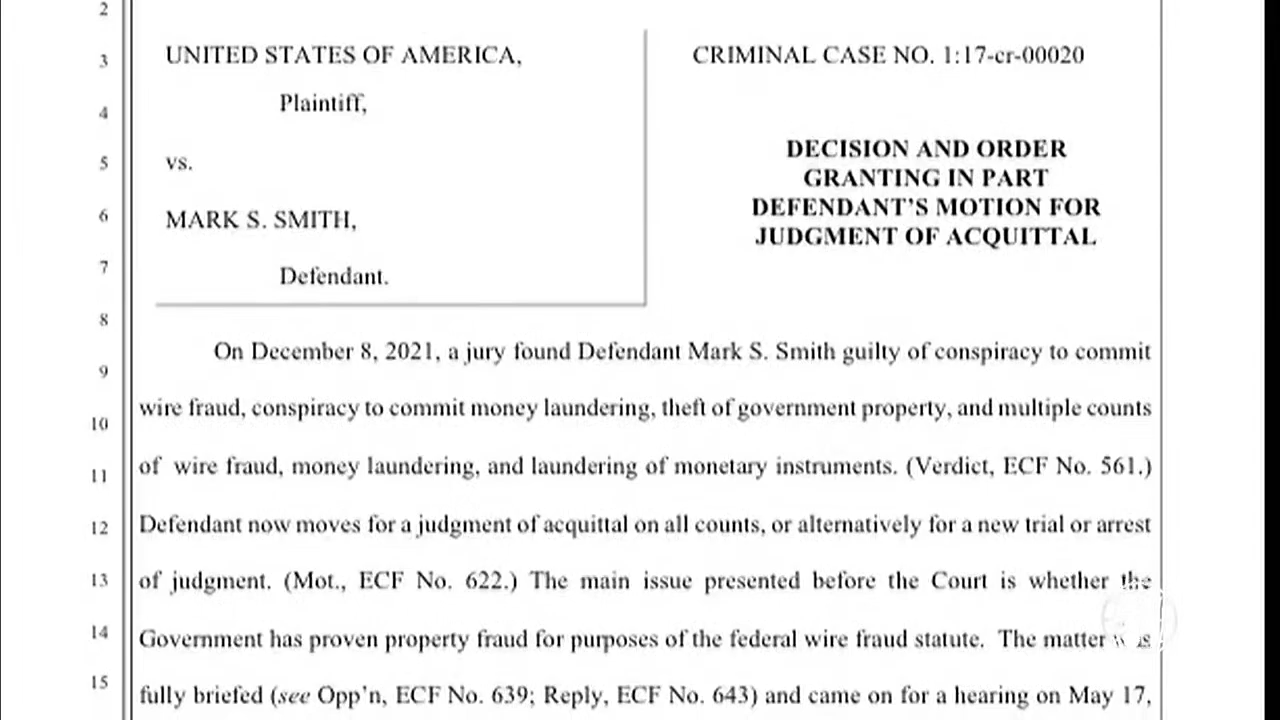 2
3 UNITED STATES OF AMERICA, CRIMINAL CASE NO. 1:17-cr-00020
4 Plaintiff,
DECISION AND ORDER
5 vs. GRANTING IN PART
DEFENDANT’S MOTION FOR
6 MARK S. SMITH, JUDGMENT OF ACQUITTAL
7 Defendant.
8
On December 8, 2021, a jury found Defendant Mark S. Smith guilty of conspiracy to commit
9
wire fraud, conspiracy to commit money laundering, theft of government property, and multiple counts
10
of wire fraud, money laundering, and laundering of monetary instruments. (Verdict, ECF No. 561.)
11
Defendant now moves for a judgment of acquittal on all counts, or alternatively for a new trial or arrest
12
of judgment. (Mot., ECF No. 622.) The main issue presented before the Court is whether the
13
Government has proven property fraud for purposes of the federal wire fraud statute. The matter was
14
fully briefed (see Opp’n, ECF No. 639; Reply, ECF No. 643) and came on for a hearing on May 17,
15